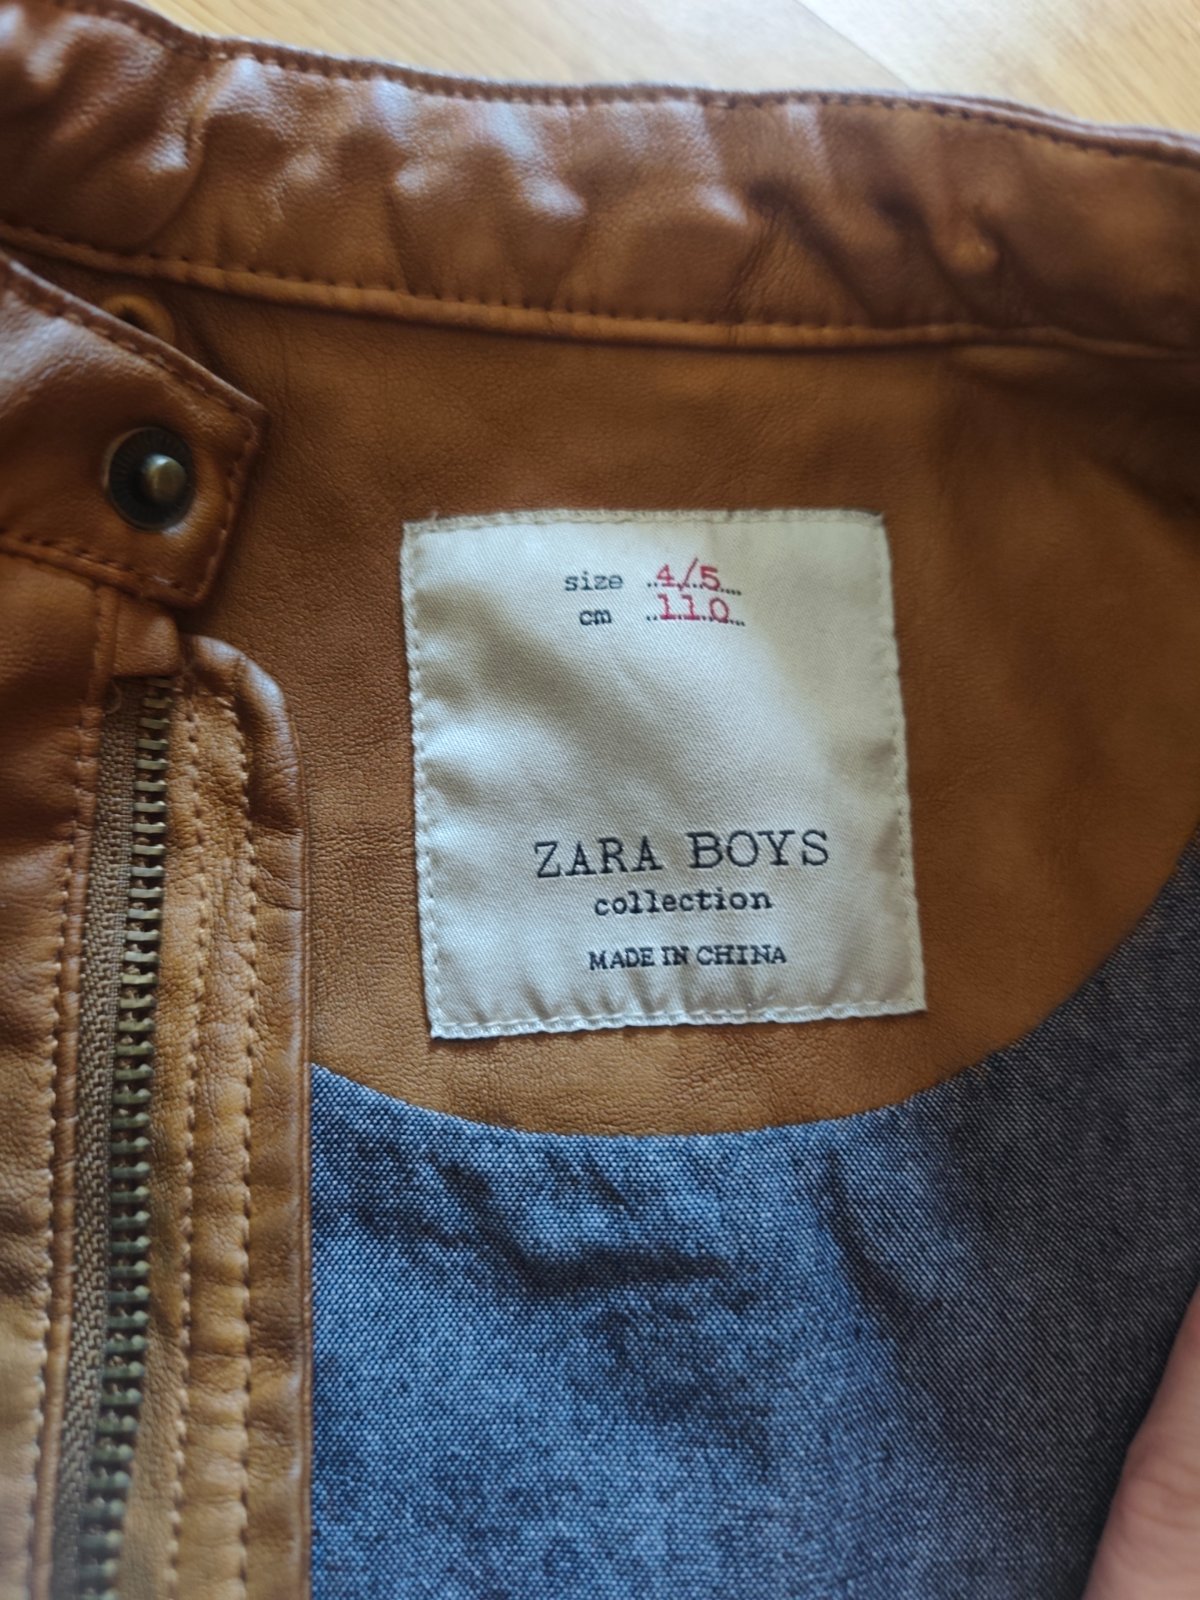 size 4/5
cm 110
ZARA BOYS
collection
MADE IN CHINA